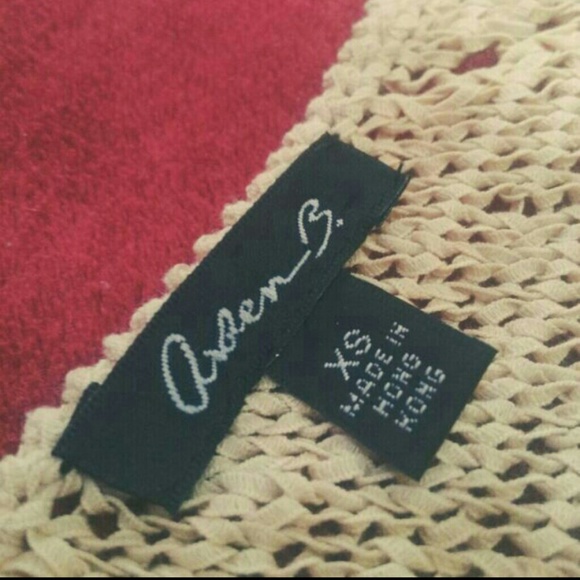 Arden B.
XS
MADE IN
HONG
KONG